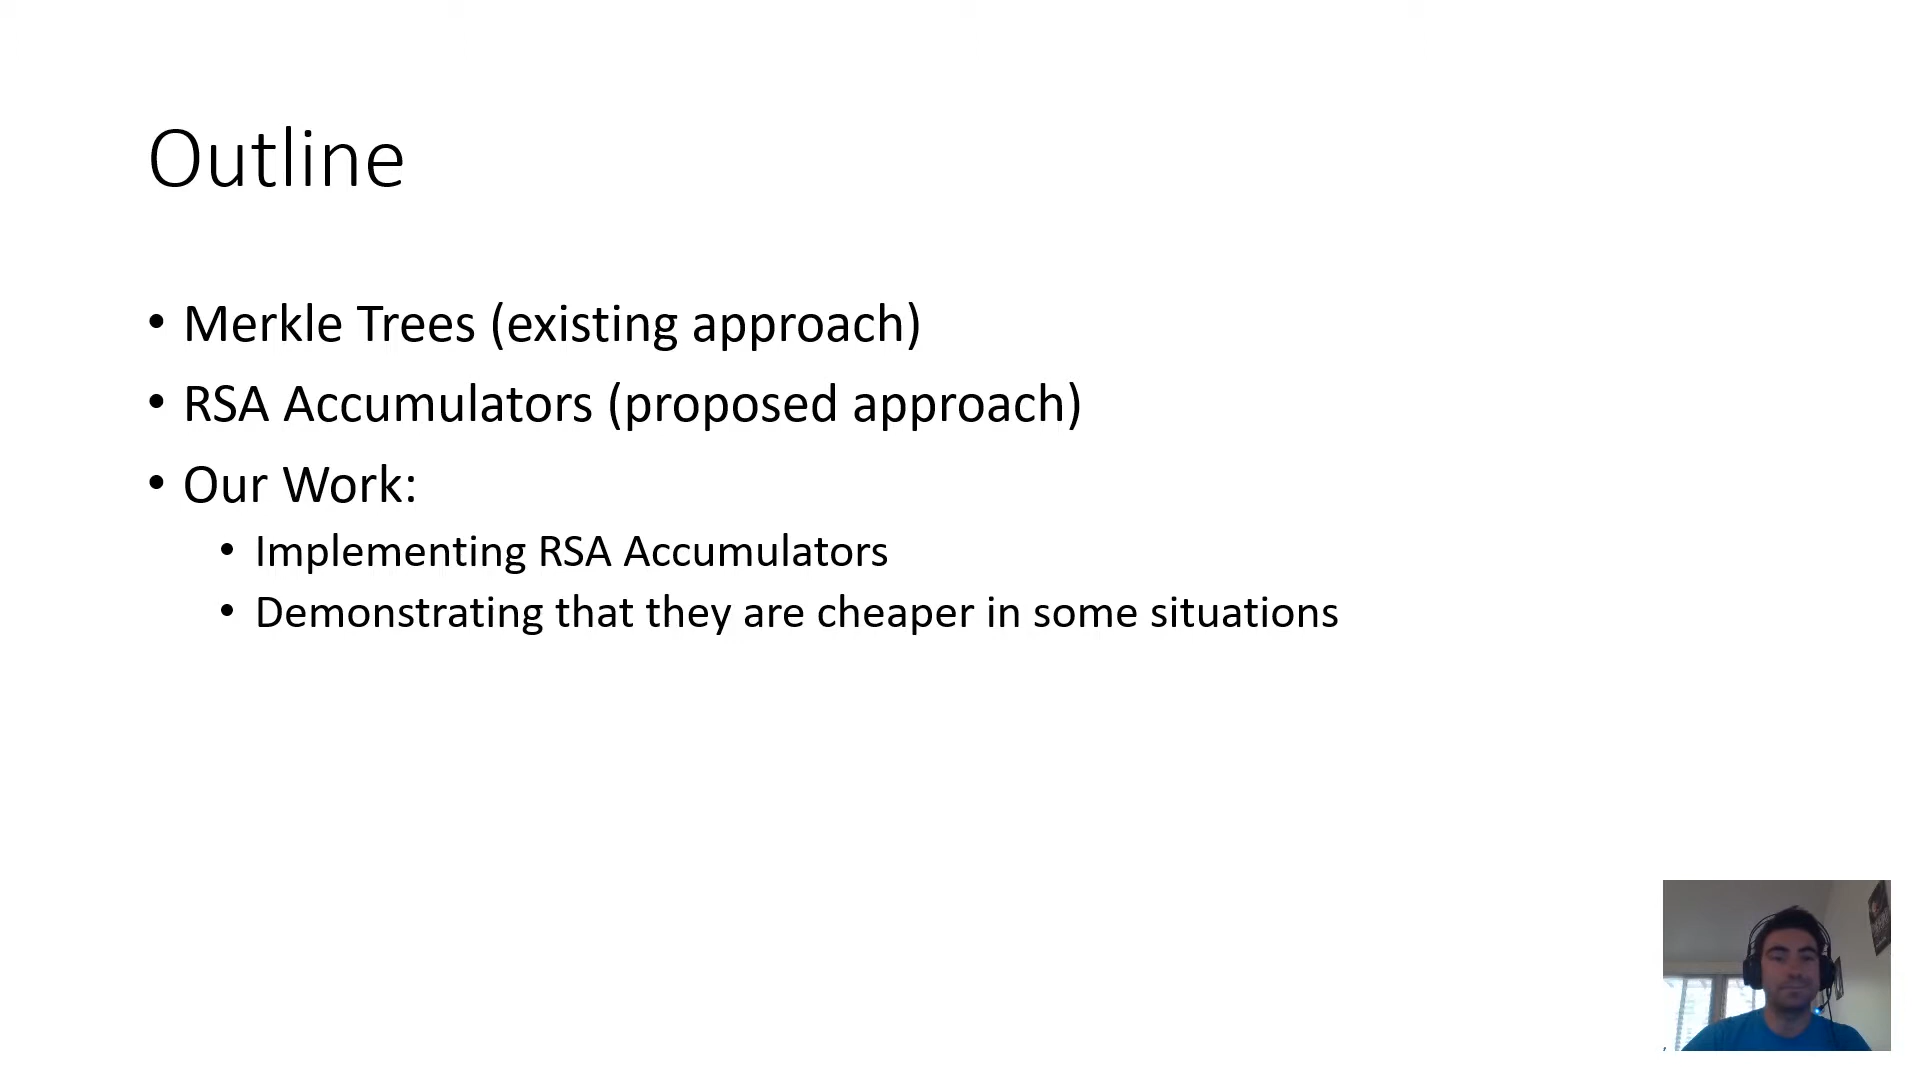 Outline
• Merkle Trees (existing approach)
• RSA Accumulators (proposed approach)
• Our Work:
• Implementing RSA Accumulators
• Demonstrating that they are cheaper in some situations